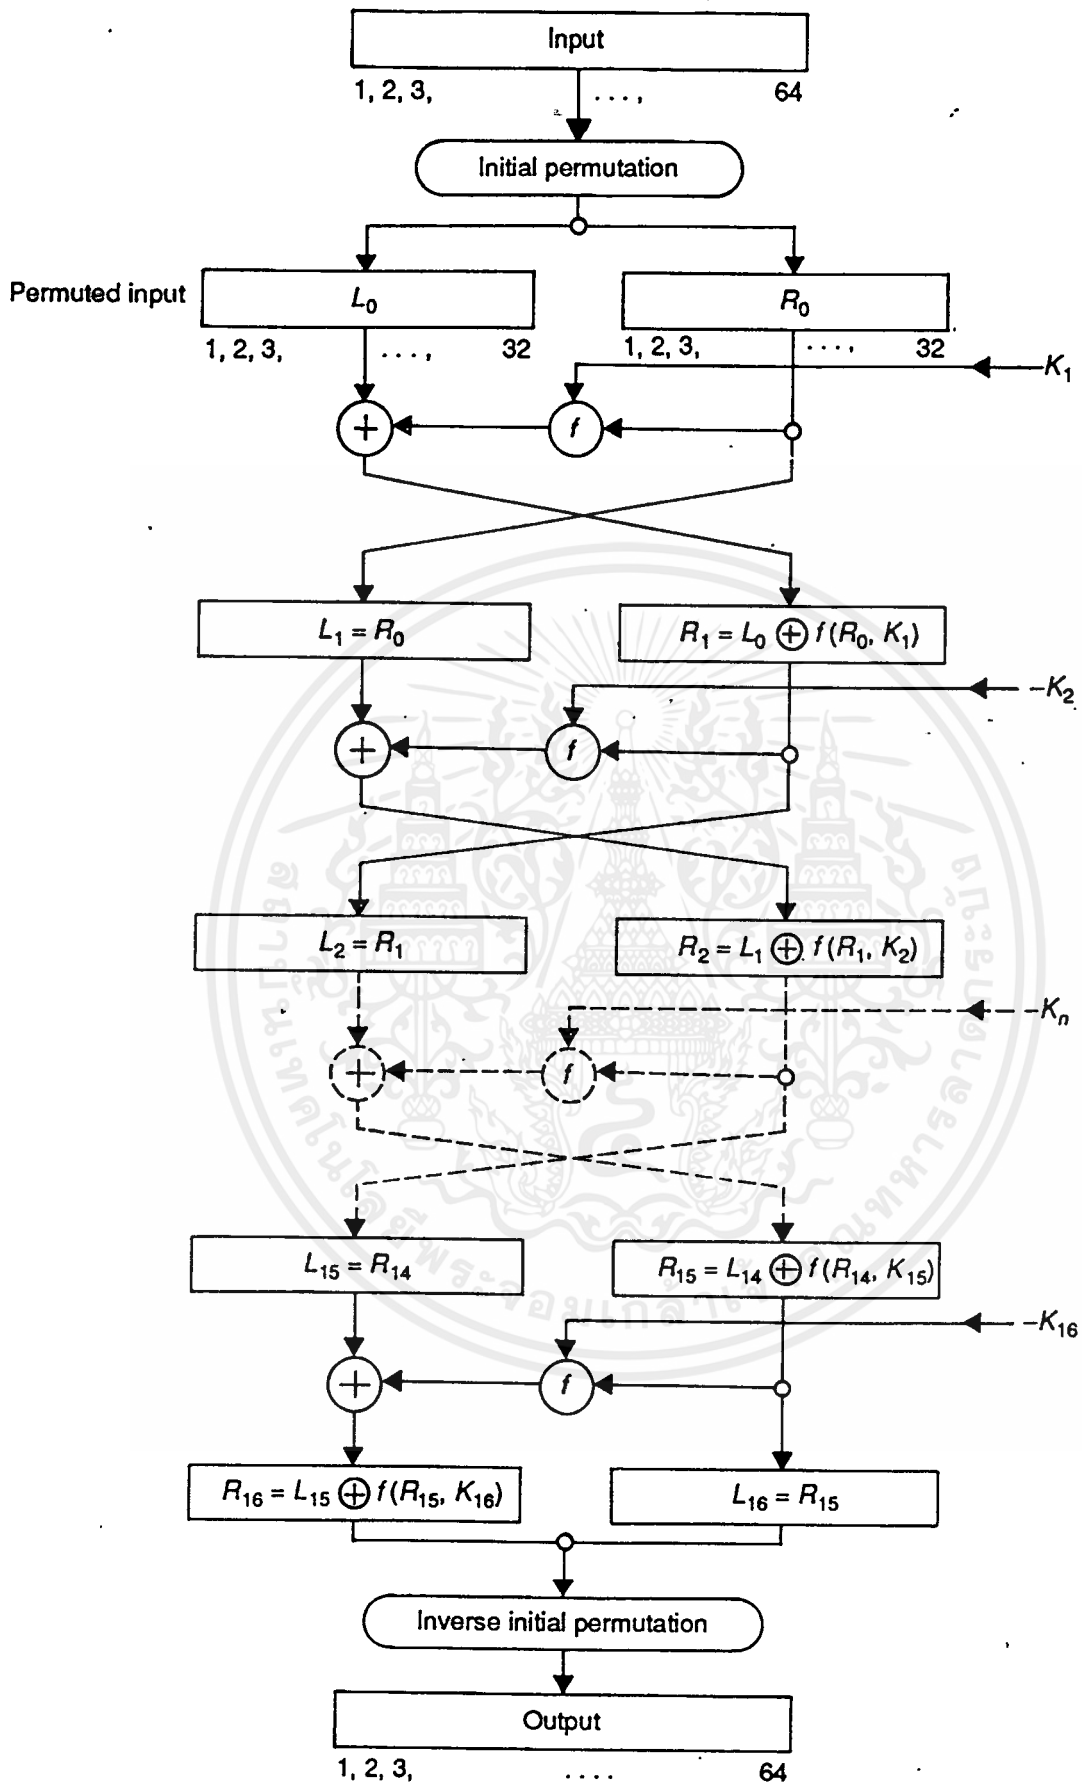 Input
1, 2, 3, . . . , 64
Initial permutation
Permuted input
L₀
R₀
1, 2, 3, . . . , 32
1, 2, 3, . . . , 32
K₁
+
f
L₁ = R₀
R₁ = L₀ ⊕ f(R₀, K₁)
K₂
+
f
L₂ = R₁
R₂ = L₁ ⊕ f(R₁, K₂)
Kₙ
+
f
L₁₅ = R₁₄
R₁₅ = L₁₄ ⊕ f(R₁₄, K₁₅)
K₁₆
+
f
R₁₆ = L₁₅ ⊕ f(R₁₅, K₁₆)
L₁₆ = R₁₅
Inverse initial permutation
Output
1, 2, 3, . . . . 64